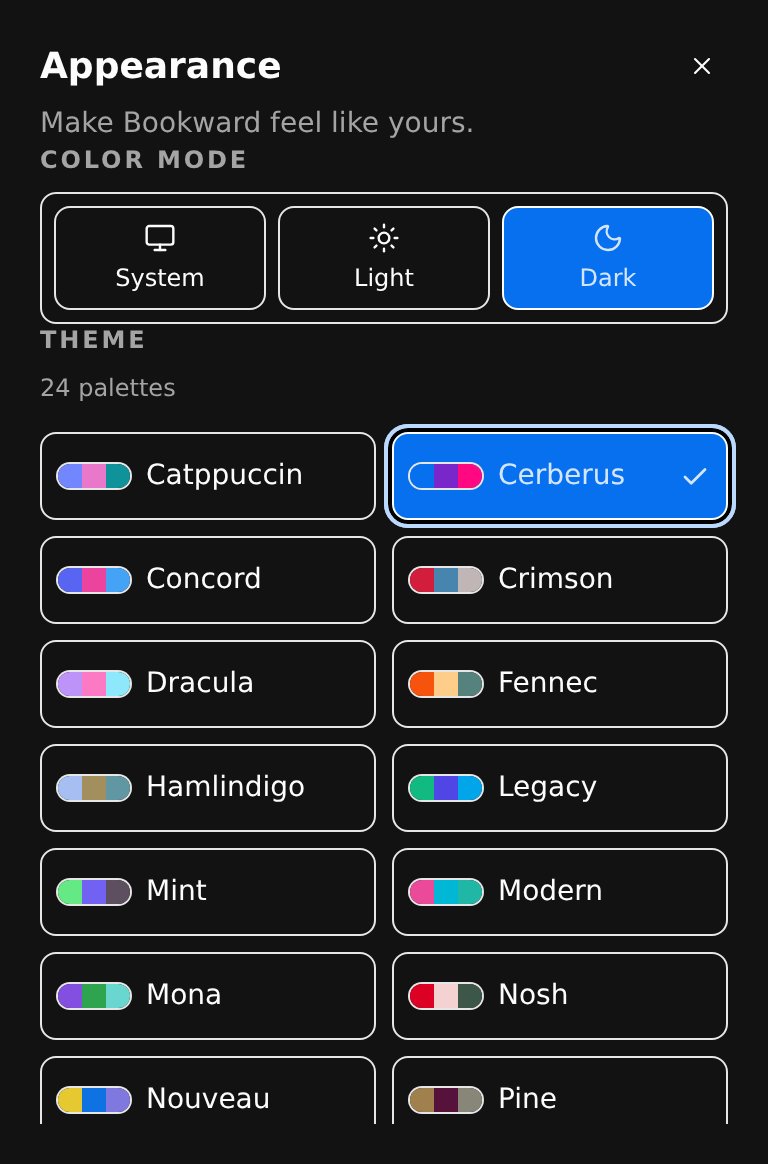 Appearance
Make Bookward feel like yours.
COLOR MODE
System Light Dark
THEME
24 palettes
Catppuccin Cerberus
Concord Crimson
Dracula Fennec
Hamlindigo Legacy
Mint Modern
Mona Nosh
Nouveau Pine